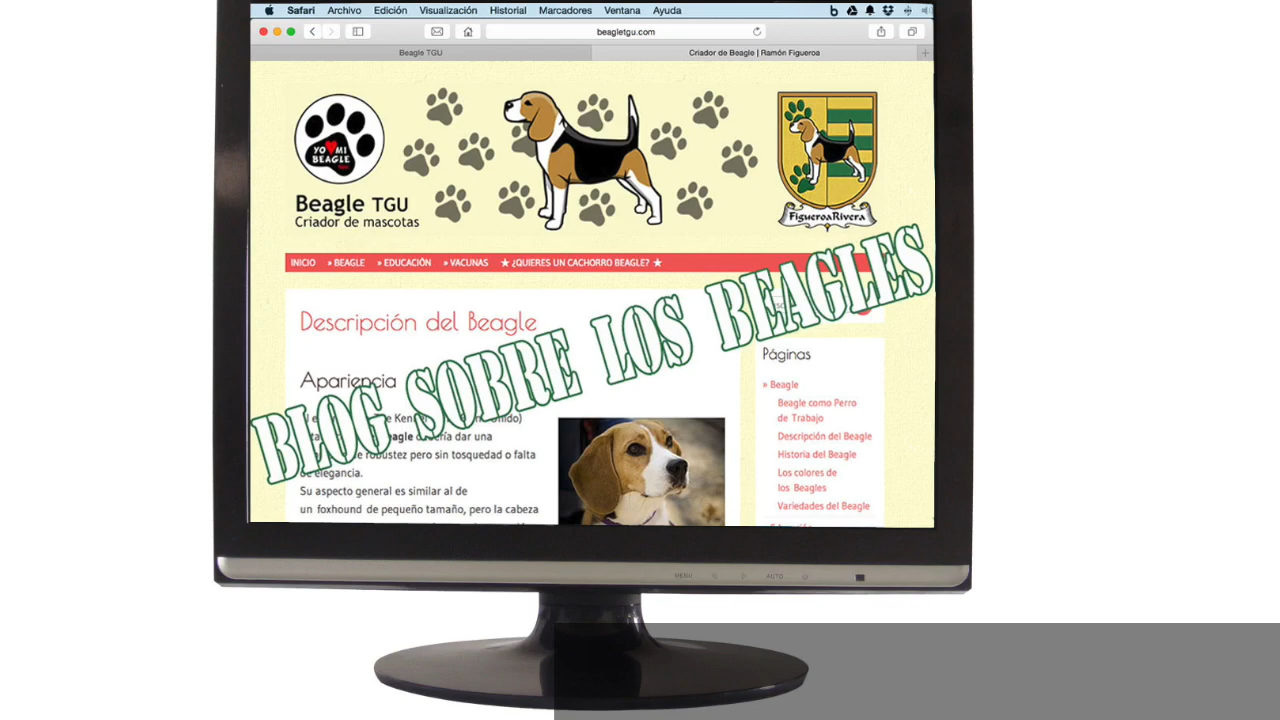 Safari Archivo Edición Visualización Historial Marcadores Ventana Ayuda
beagletgu.com
Beagle TGU
Criador de Beagle | Ramón Figueroa
YO MI
BEAGLE
TGU
Beagle TGU
Criador de mascotas
FigueroaRivera
INICIO » BEAGLE » EDUCACIÓN » VACUNAS ★ ¿QUIERES UN CACHORRO BEAGLE? ★
BLOG SOBRE LOS BEAGLES
Descripción del Beagle
Apariencia
dar una
robustez pero sin tosquedad o falta
elegancia.
Su aspecto general es similar al de
un foxhound de pequeño tamaño, pero la cabeza
Páginas
» Beagle
Beagle como Perro
de Trabajo
Descripción del Beagle
Historia del Beagle
Los colores de
los Beagles
Variedades del Beagle
MENU
AUTO